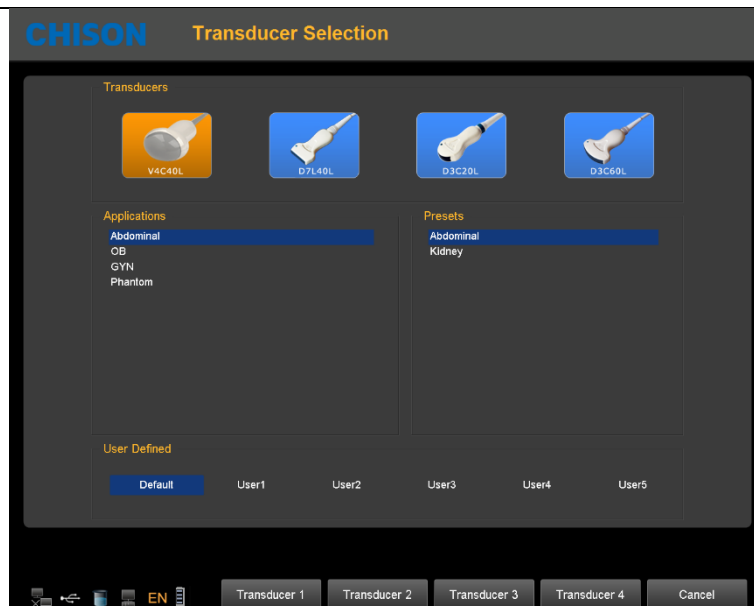 CHISON Transducer Selection
Transducers
V4C40L D7L40L D3C20L D3C60L
Applications Presets
Abdominal Abdominal
OB Kidney
GYN
Phantom
User Defined
Default User1 User2 User3 User4 User5
EN Transducer 1 Transducer 2 Transducer 3 Transducer 4 Cancel